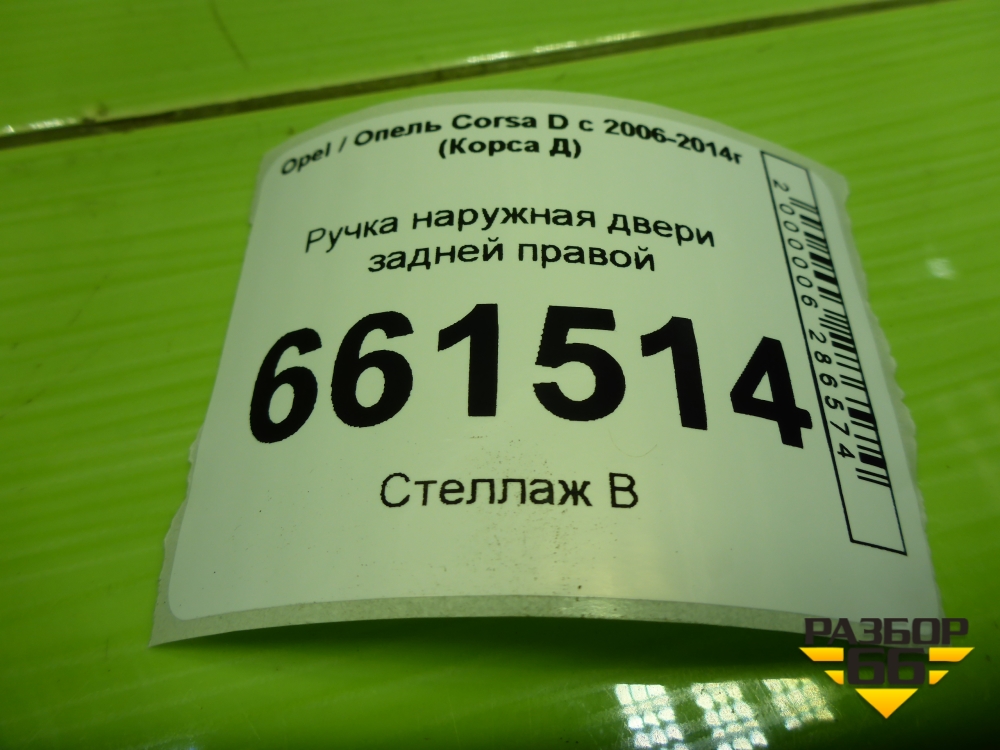 Opel / Опель Corsa D с 2006-2014г
(Корса Д)
Ручка наружная двери
задней правой
661514
Стеллаж В
2000006286574
РАЗБОР
66